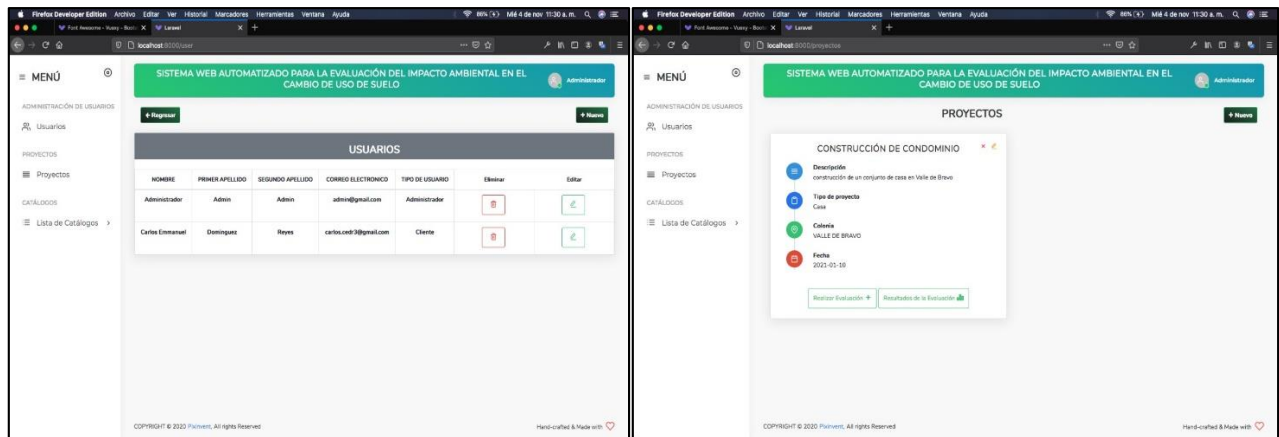 Firefox Developer Edition Archivo Editar Ver Historial Marcadores Herramientas Ventana Ayuda 86% Mié 4 de nov 11:30 a. m.
Laravel
localhost:8000/user
MENÚ
SISTEMA WEB AUTOMATIZADO PARA LA EVALUACIÓN DEL IMPACTO AMBIENTAL EN EL
CAMBIO DE USO DE SUELO
Administrador
ADMINISTRACIÓN DE USUARIOS
Usuarios
PROYECTOS
Proyectos
CATÁLOGOS
Lista de Catálogos
Regresar
+ Nuevo
USUARIOS
NOMBRE PRIMER APELLIDO SEGUNDO APELLIDO CORREO ELECTRONICO TIPO DE USUARIO Eliminar Editar
Administrador Admin Admin admin@gmail.com Administrador
Carlos Emmanuel Dominguez Reyes carlos.cedr3@gmail.com Cliente
COPYRIGHT © 2020 Pixinvent, All rights Reserved
Hand-crafted & Made with
Firefox Developer Edition Archivo Editar Ver Historial Marcadores Herramientas Ventana Ayuda 86% Mié 4 de nov 11:30 a. m.
Laravel
localhost:8000/proyectos
MENÚ
SISTEMA WEB AUTOMATIZADO PARA LA EVALUACIÓN DEL IMPACTO AMBIENTAL EN EL
CAMBIO DE USO DE SUELO
Administrador
ADMINISTRACIÓN DE USUARIOS
Usuarios
PROYECTOS
Proyectos
CATÁLOGOS
Lista de Catálogos
PROYECTOS
+ Nuevo
CONSTRUCCIÓN DE CONDOMINIO
Descripción
construcción de un conjunto de casa en Valle de Bravo
Tipo de proyecto
Casa
Colonia
VALLE DE BRAVO
Fecha
2021-01-10
Realizar Evaluación +
Resultados de la Evaluación
COPYRIGHT © 2020 Pixinvent, All rights Reserved
Hand-crafted & Made with